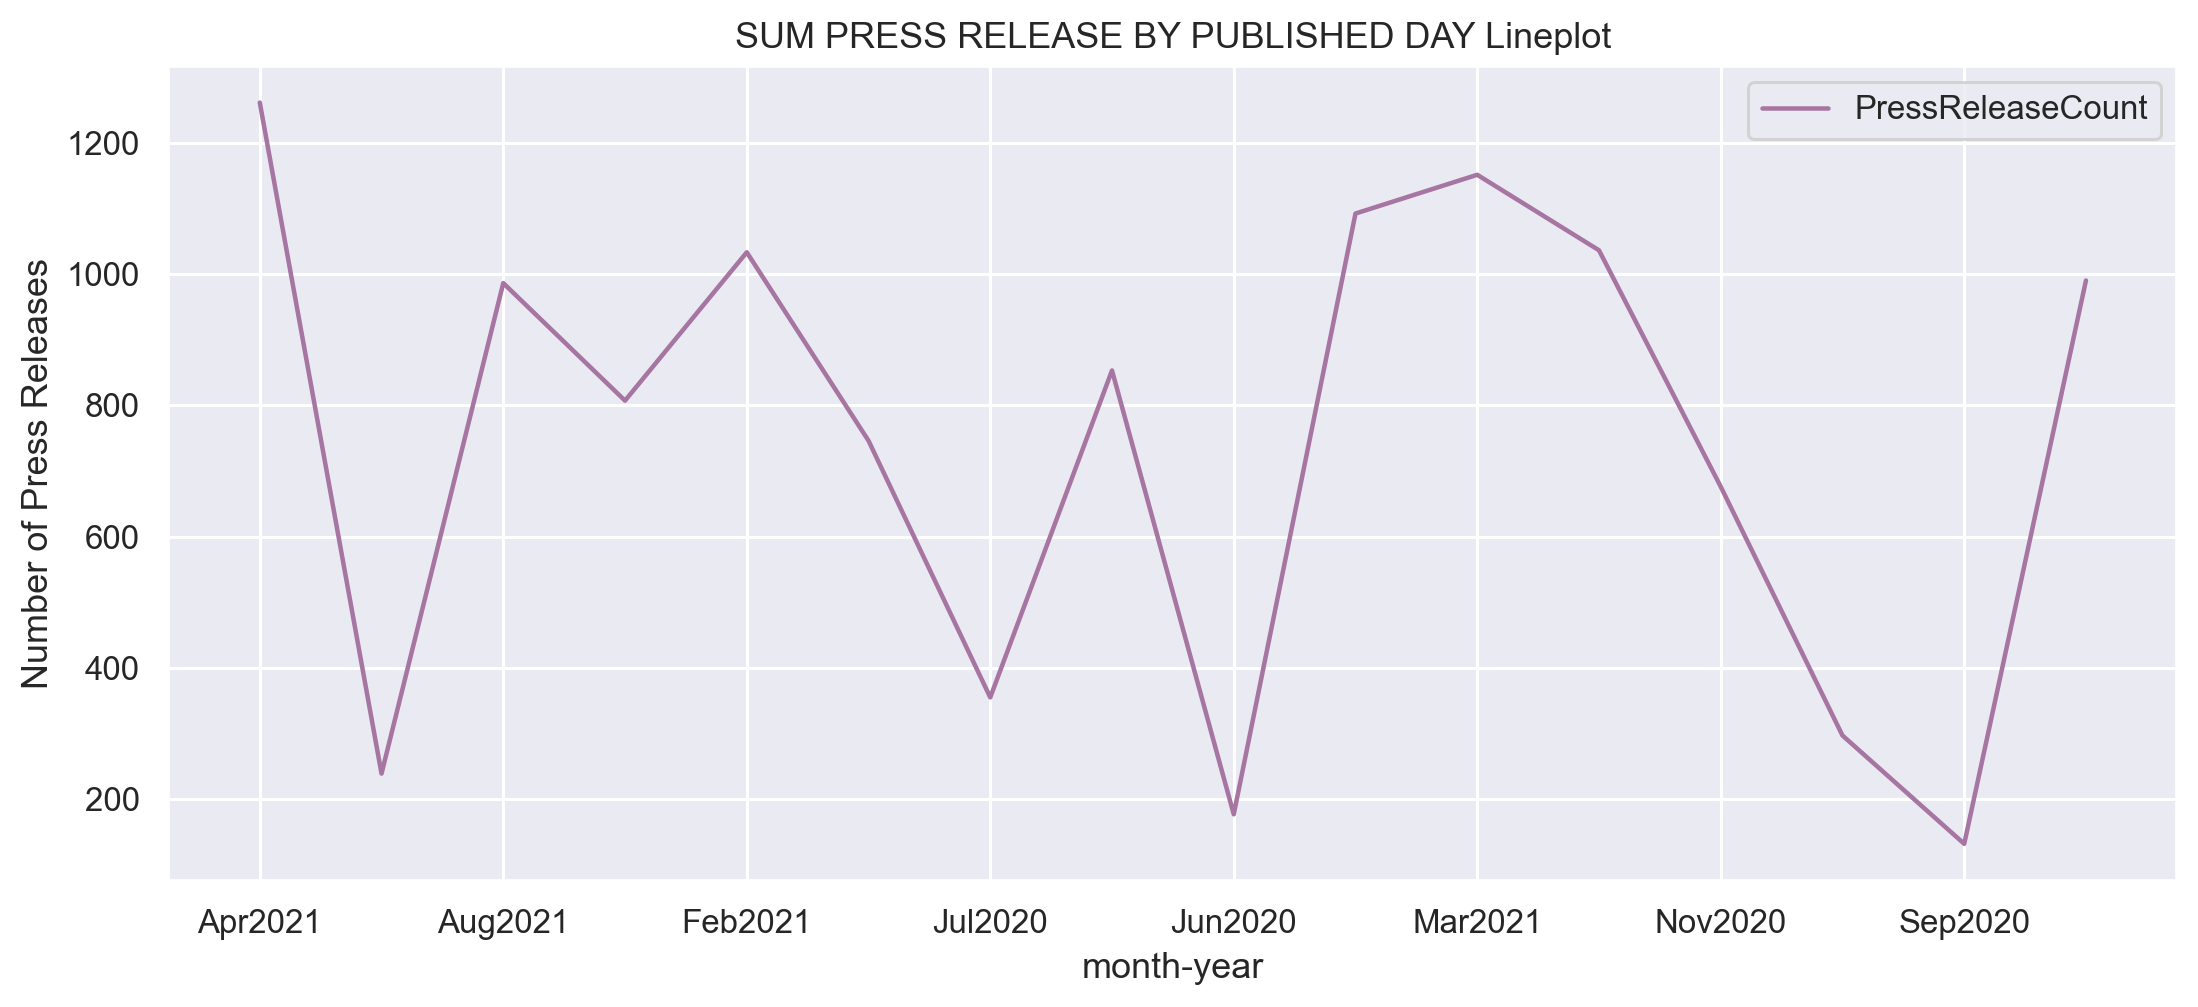 SUM PRESS RELEASE BY PUBLISHED DAY Lineplot
PressReleaseCount
Number of Press Releases
1200
1000
800
600
400
200
Apr2021 Aug2021 Feb2021 Jul2020 Jun2020 Mar2021 Nov2020 Sep2020
month-year